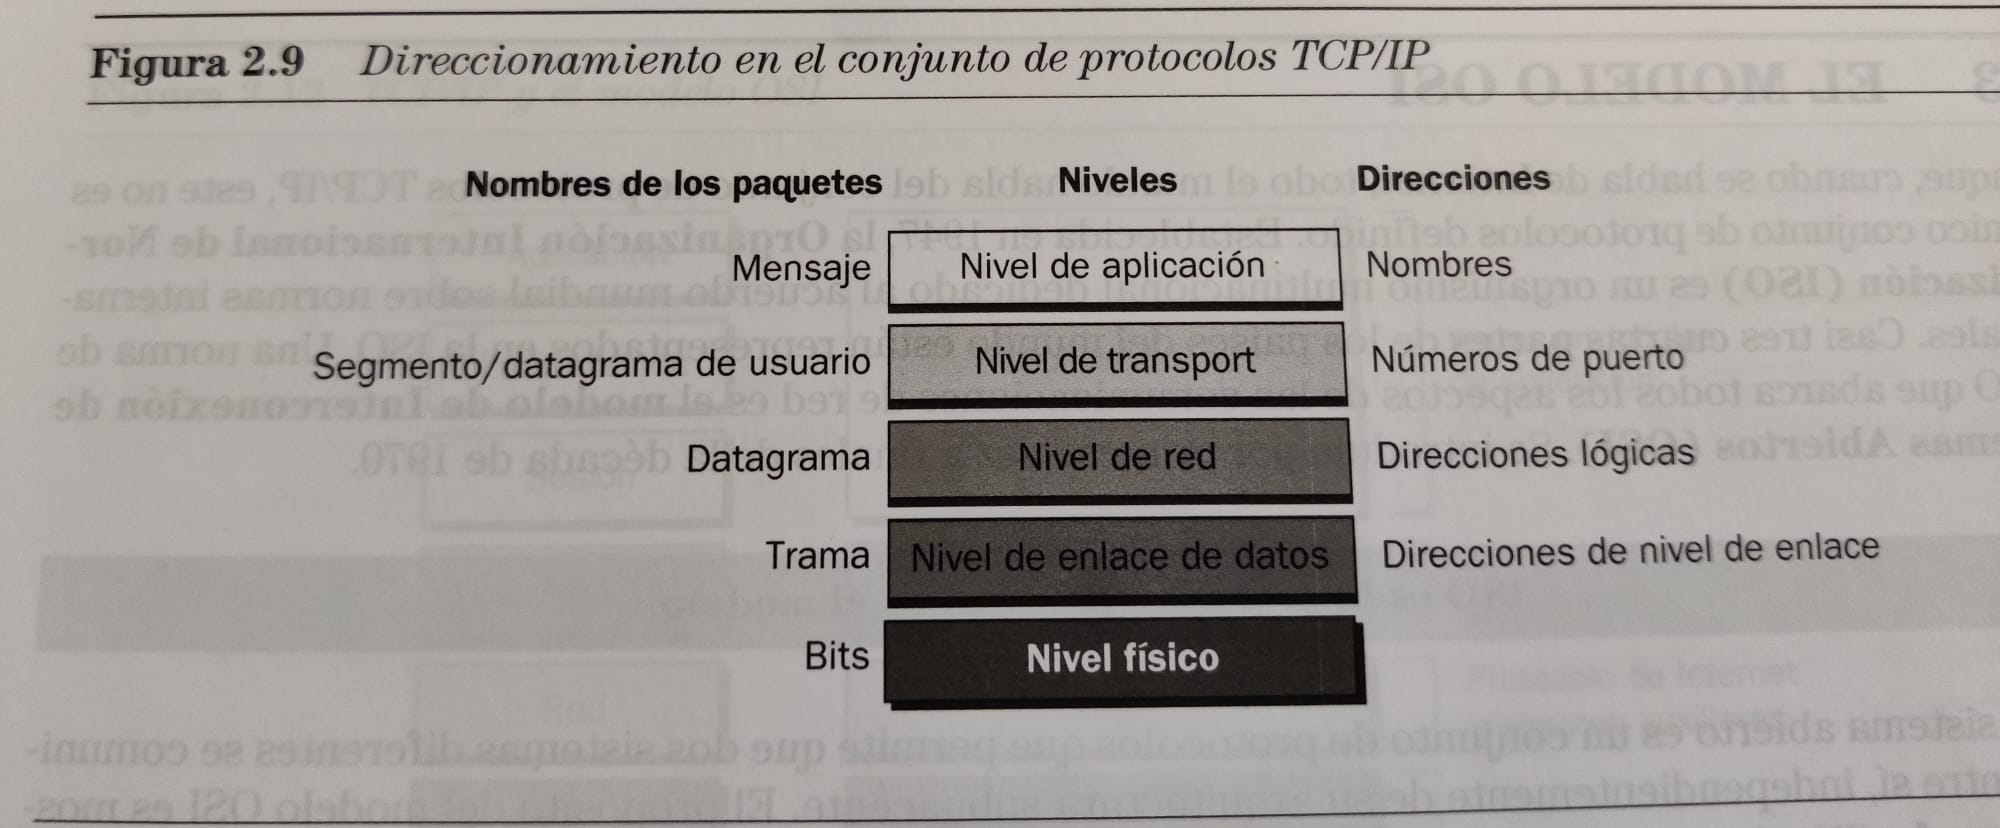 Figura 2.9 Direccionamiento en el conjunto de protocolos TCP/IP
Nombres de los paquetes Niveles Direcciones
Mensaje Nivel de aplicación Nombres
Segmento/datagrama de usuario Nivel de transport Números de puerto
Datagrama Nivel de red Direcciones lógicas
Trama Nivel de enlace de datos Direcciones de nivel de enlace
Bits Nivel físico